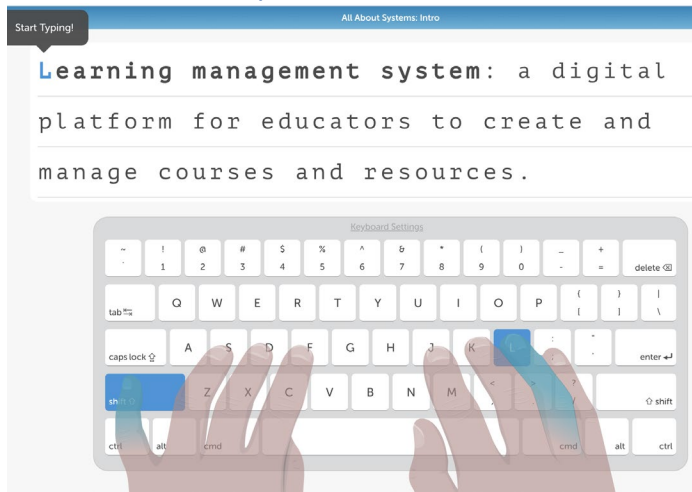 All About Systems: Intro
Start Typing!
Learning management system: a digital
platform for educators to create and
manage courses and resources.
Keyboard Settings
~ ! @ # $ % ^ & * ( ) _ +
` 1 2 3 4 5 6 7 8 9 0 - = delete
tab Q W E R T Y U I O P { [ } ] | \
caps lock A S D F G H J K L : ; " ' enter
shift Z X C V B N M < , > ? / shift
ctrl alt cmd cmd alt ctrl